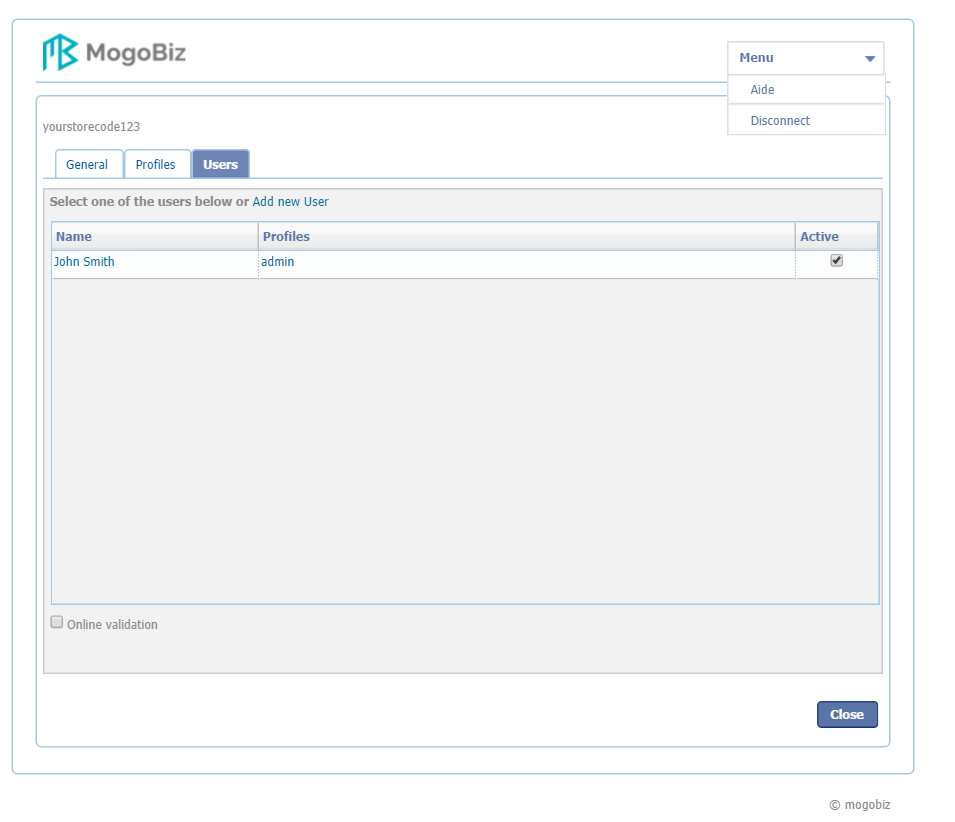 MogoBiz
Menu
Aide
Disconnect
yourstorecode123
General Profiles Users
Select one of the users below or Add new User
Name Profiles Active
John Smith admin
Online validation
Close
© mogobiz